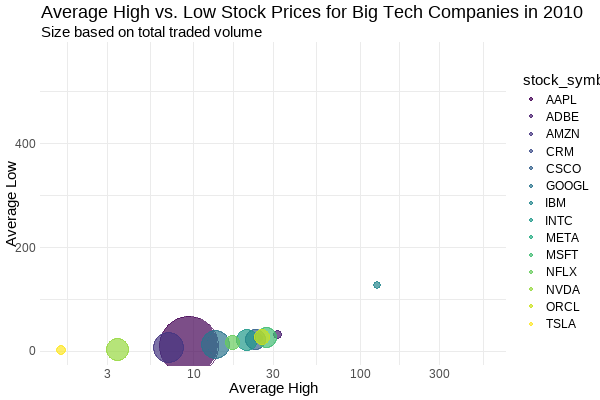 Average High vs. Low Stock Prices for Big Tech Companies in 2010
Size based on total traded volume
400
200
0
Average Low
3 10 30 100 300
Average High
stock_symb
AAPL
ADBE
AMZN
CRM
CSCO
GOOGL
IBM
INTC
META
MSFT
NFLX
NVDA
ORCL
TSLA